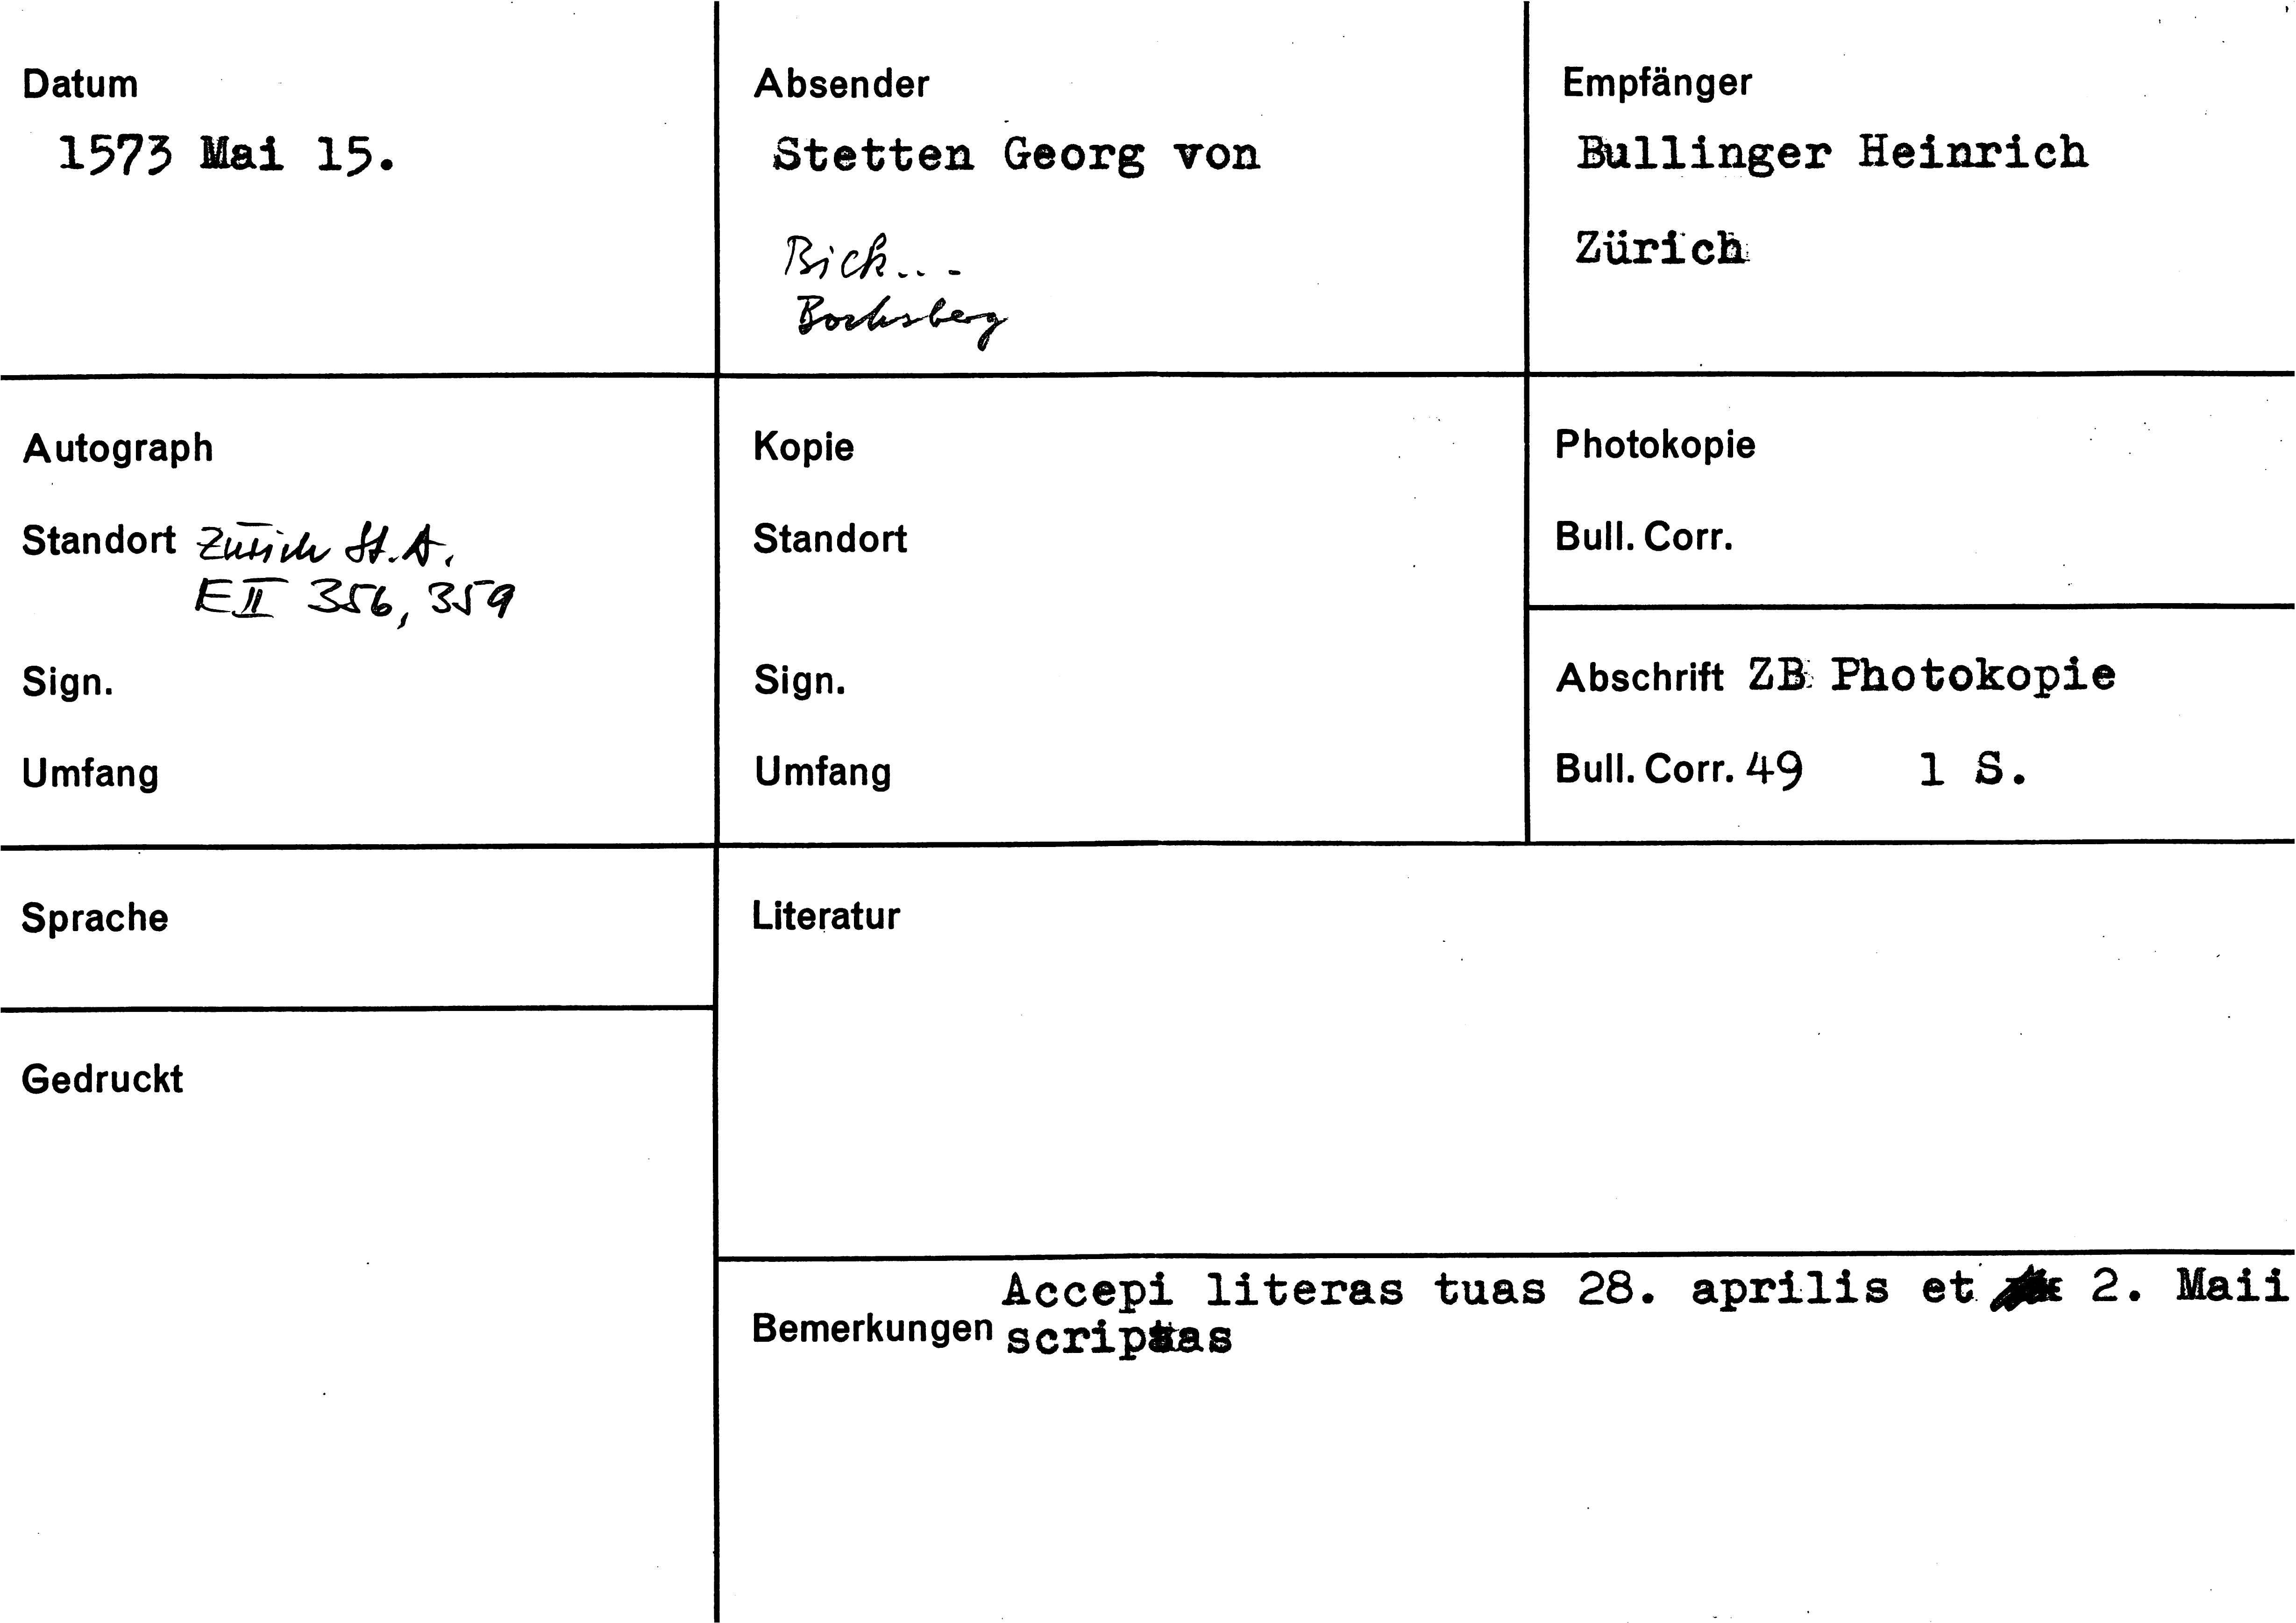 Datum
1573 Mai 15.
Absender
Stetten Georg von
Bick...-
Bocksberg
Empfänger
Bullinger Heinrich
Zürich
Autograph
Standort Zürich St. A.
E II 356, 359
Sign.
Umfang
Kopie
Standort
Sign.
Umfang
Photokopie
Bull. Corr.
Abschrift ZB Photokopie
Bull. Corr. 49 1 S.
Sprache
Gedruckt
Literatur
Bemerkungen
Accepi literas tuas 28. aprilis et 2. Maii
scriptas